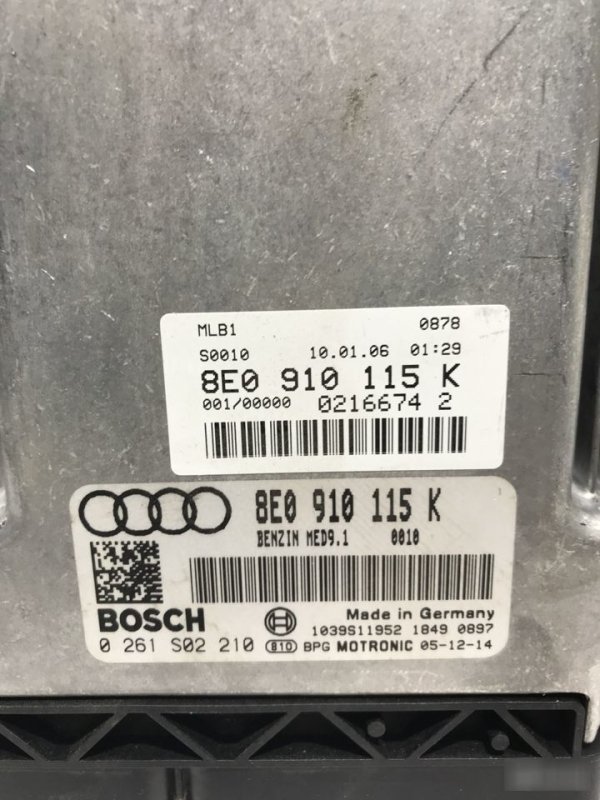 MLB1 0878
S0010 10.01.06 01:29
8E0 910 115 K
001/00000 0216674 2
8E0 910 115 K
BENZIN MED9.1 0010
BOSCH
Made in Germany
1039S11952 1849 0897
0 261 S02 210 810 BPG MOTRONIC 05-12-14